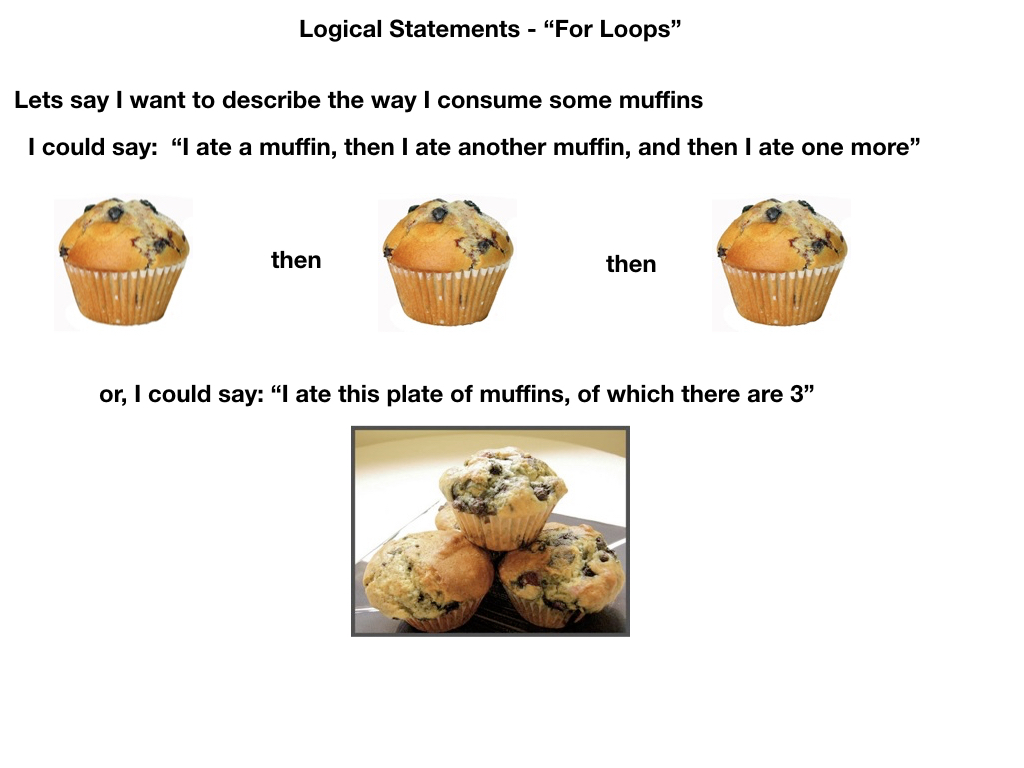 Logical Statements - “For Loops”
Lets say I want to describe the way I consume some muffins
I could say:  “I ate a muffin, then I ate another muffin, and then I ate one more”
then
then
or, I could say: “I ate this plate of muffins, of which there are 3”